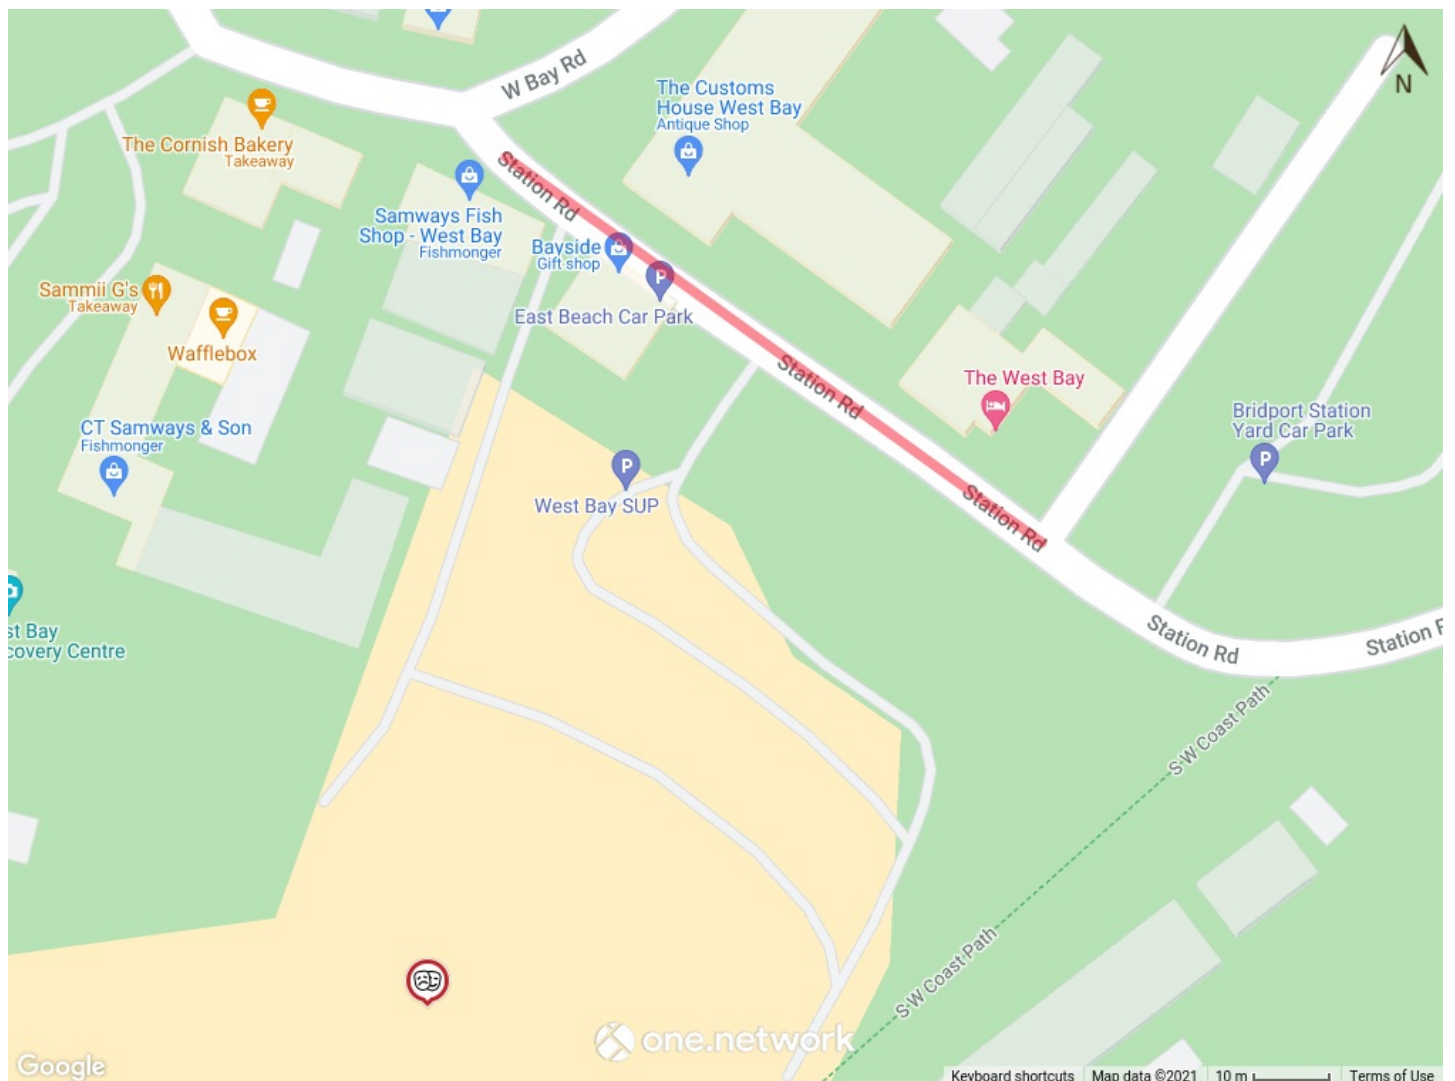 W Bay Rd
The Customs
House West Bay
Antique Shop
N
The Cornish Bakery
Takeaway
Station Rd
Samways Fish
Shop - West Bay
Fishmonger
Bayside
Gift shop
Sammii G's
Takeaway
P
East Beach Car Park
Wafflebox
Station Rd
The West Bay
Bridport Station
Yard Car Park
P
CT Samways & Son
Fishmonger
P
West Bay SUP
Station Rd
st Bay
covery Centre
Station Rd
Station R
S W Coast Path
S W Coast Path
one.network
Google
Keyboard shortcuts
Map data ©2021
10 m
Terms of Use